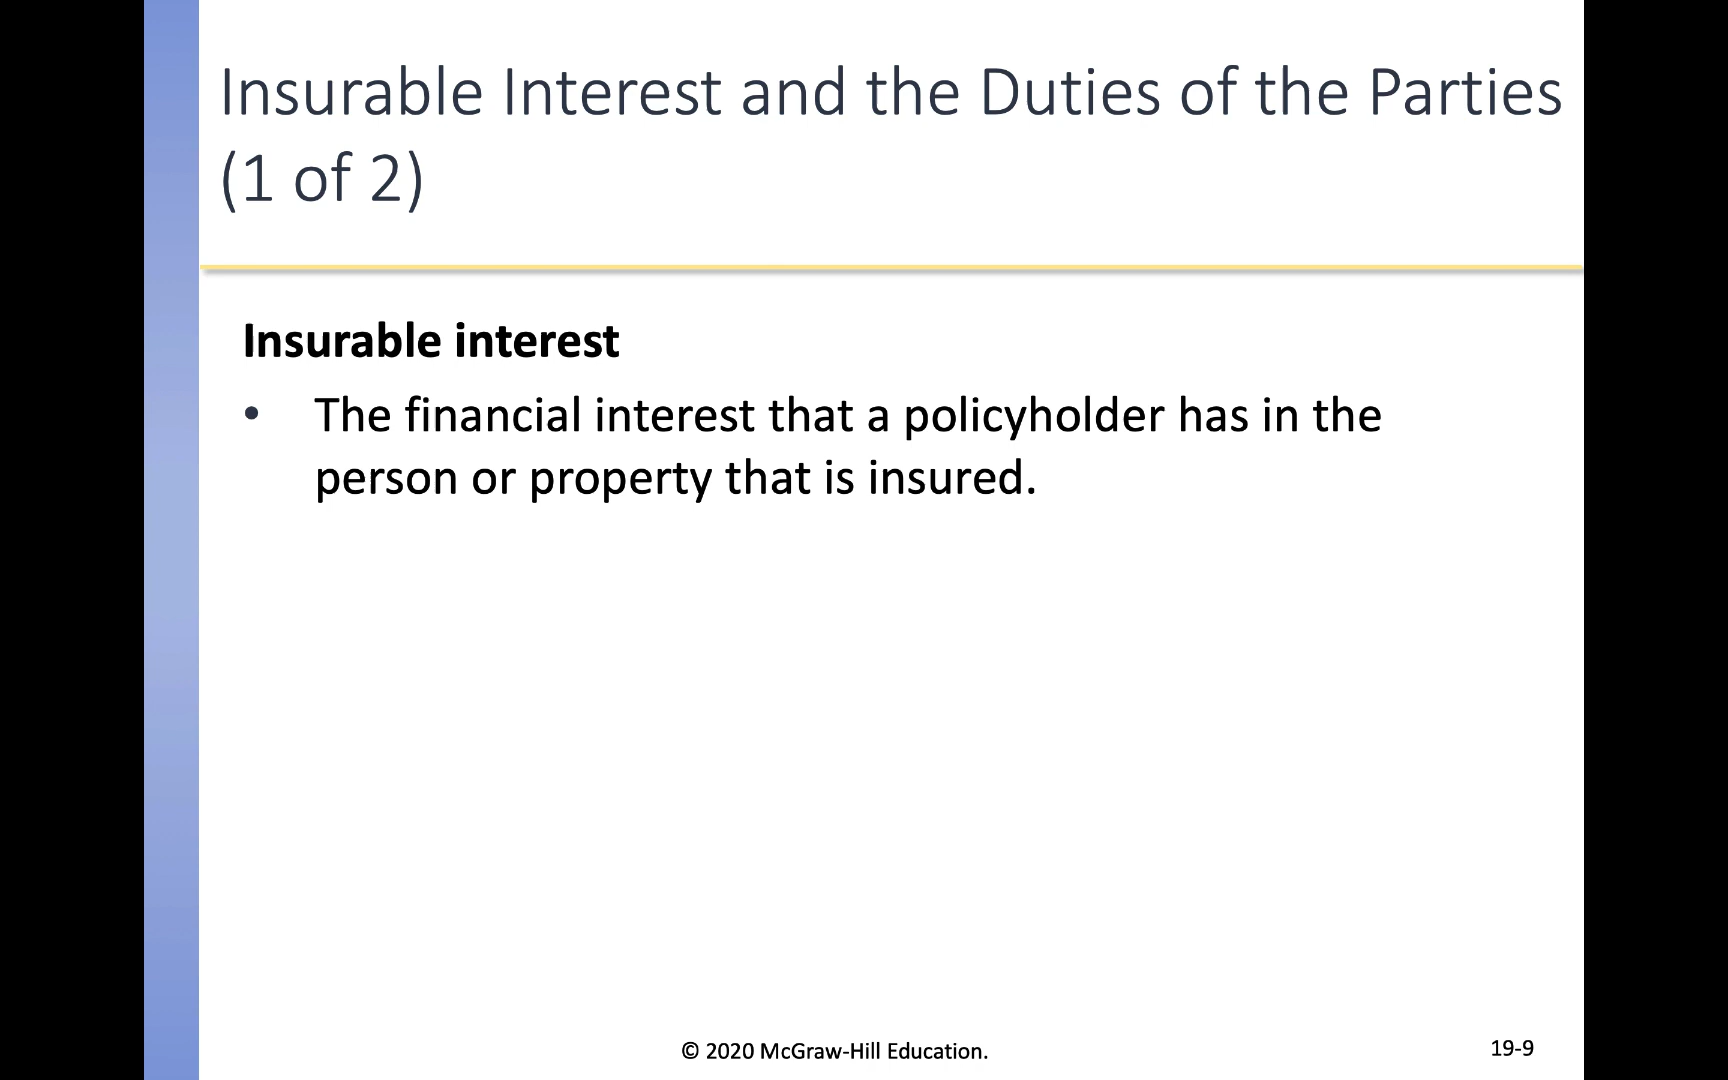 Insurable Interest and the Duties of the Parties
(1 of 2)
Insurable interest
• The financial interest that a policyholder has in the
person or property that is insured.
© 2020 McGraw-Hill Education.
19-9